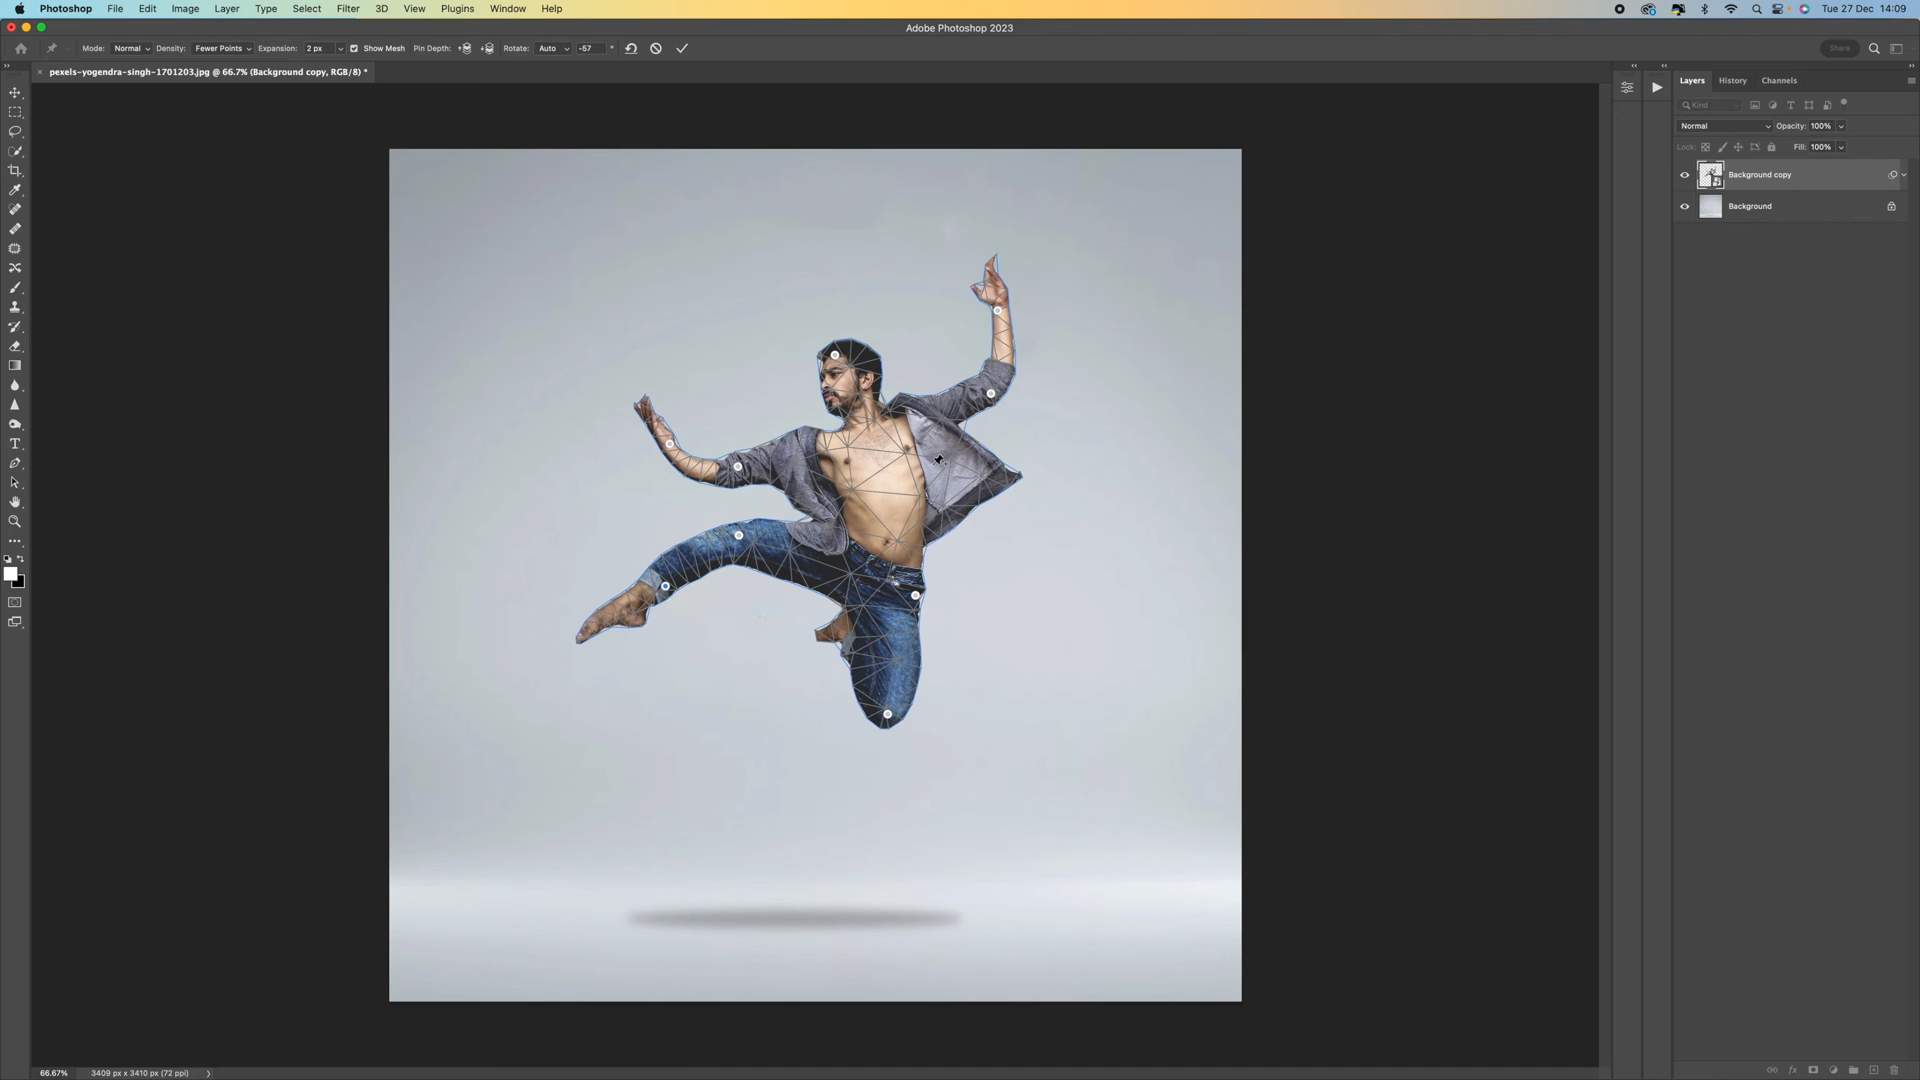 Photoshop File Edit Image Layer Type Select Filter 3D View Plugins Window Help Tue 27 Dec 14:09
Adobe Photoshop 2023
Mode: Normal Density: Fewer Points Expansion: 2 px Show Mesh Pin Depth: Rotate: Auto -57 ° Share
pexels-yogendra-singh-1701203.jpg @ 66.7% (Background copy, RGB/8) *
Layers History Channels
Kind
Normal Opacity: 100%
Lock: Fill: 100%
Background copy
Background
66.67% 3409 px x 3410 px (72 ppi)